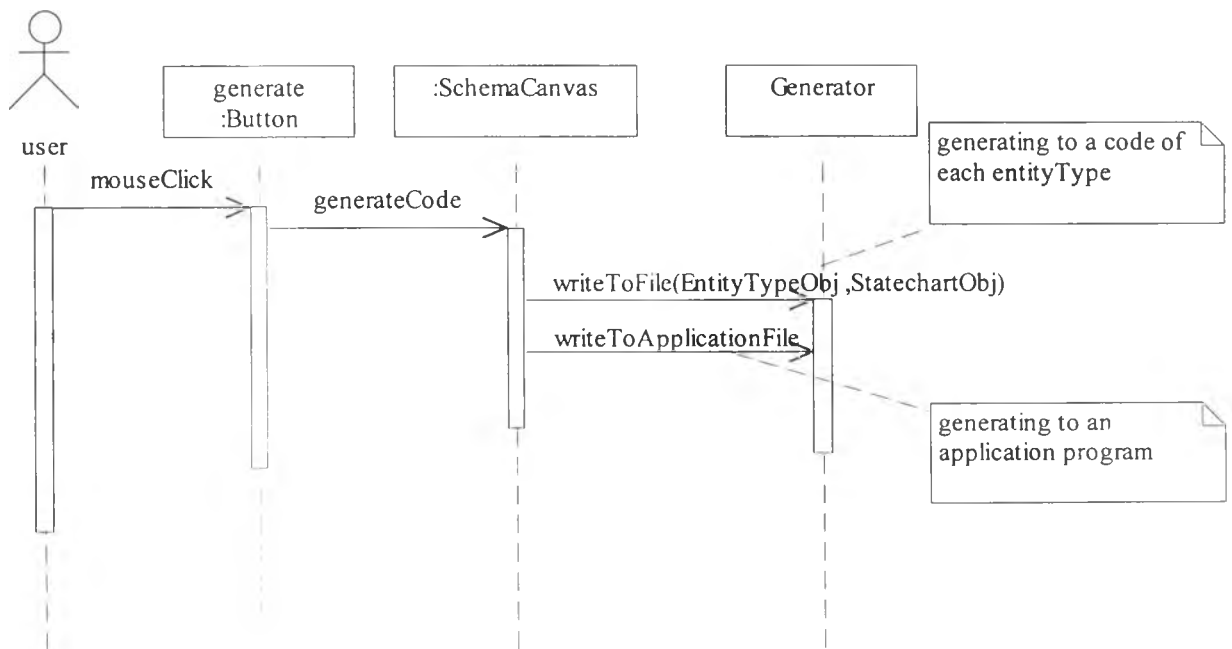 generate
:Button
:SchemaCanvas
Generator
user
generating to a code of
each entityType
mouseClick
generateCode
writeToFile(EntityTypeObj ,StatechartObj)
writeToApplicationFile
generating to an
application program